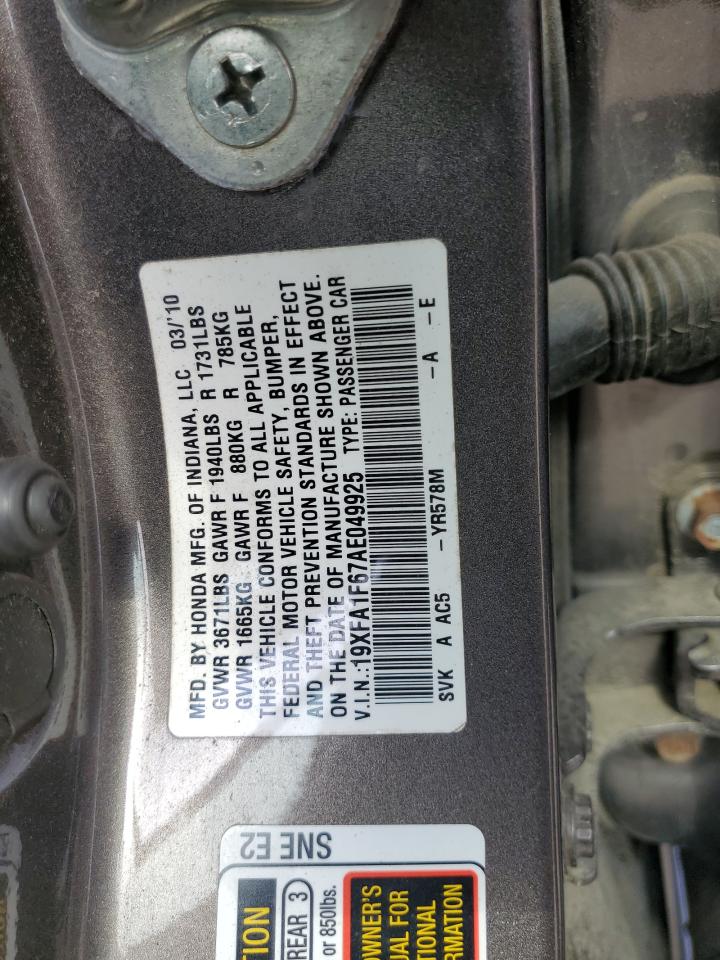 MFD. BY HONDA MFG. OF INDIANA, LLC 03/'10
GVWR 3671LBS GAWR F 1940LBS R 1731LBS
GVWR 1665KG GAWR F 880KG R 785KG
THIS VEHICLE CONFORMS TO ALL APPLICABLE
FEDERAL MOTOR VEHICLE SAFETY, BUMPER,
AND THEFT PREVENTION STANDARDS IN EFFECT
ON THE DATE OF MANUFACTURE SHOWN ABOVE.
V.I.N.:19XFA1F67AE049925 TYPE: PASSENGER CAR
SVK A AC5 -YR578M -A -E
SNE E2
TION
REAR 3
or 850lbs.
OWNER'S
UAL FOR
TIONAL
RMATION